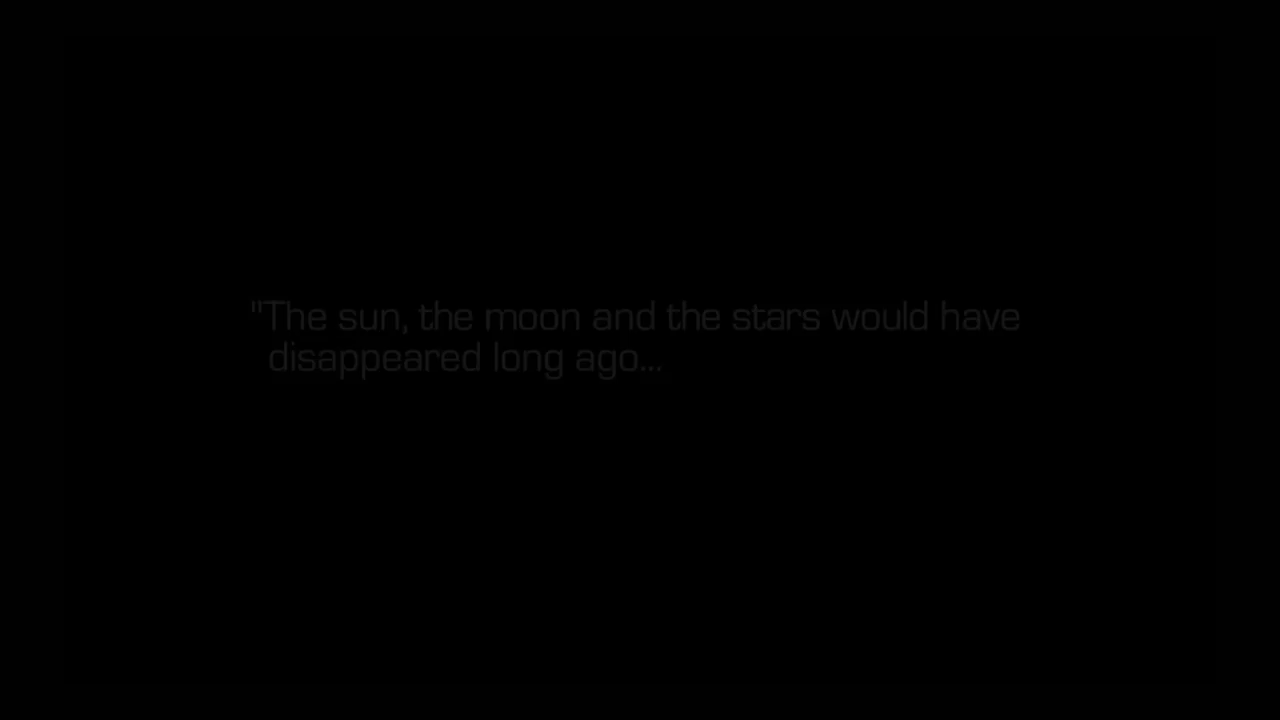 "The sun, the moon and the stars would have
disappeared long ago...